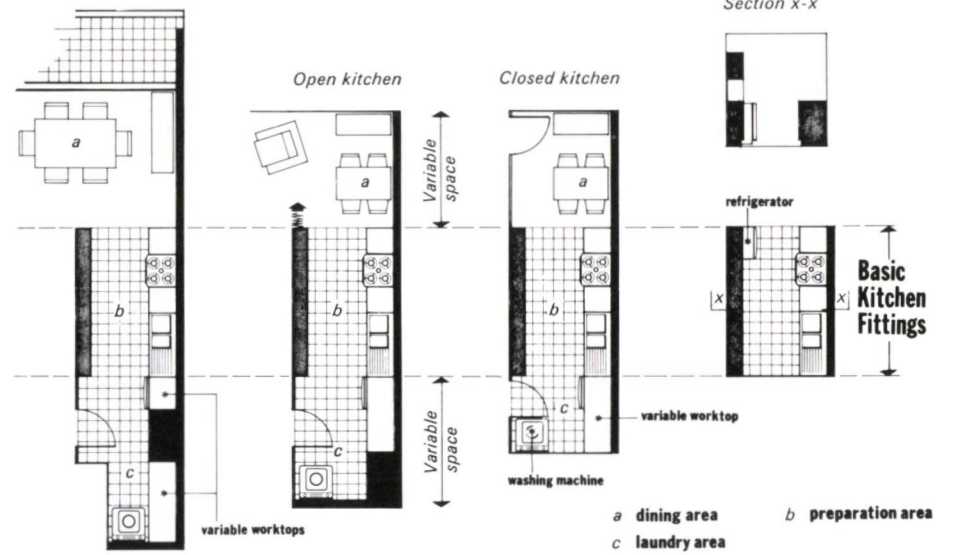 Section x-x
Open kitchen
Closed kitchen
a
Variable
space
a
a
refrigerator
b
b
b
x
x
Basic
Kitchen
Fittings
c
c
c
Variable
space
variable worktop
washing machine
variable worktops
a dining area
b preparation area
c laundry area